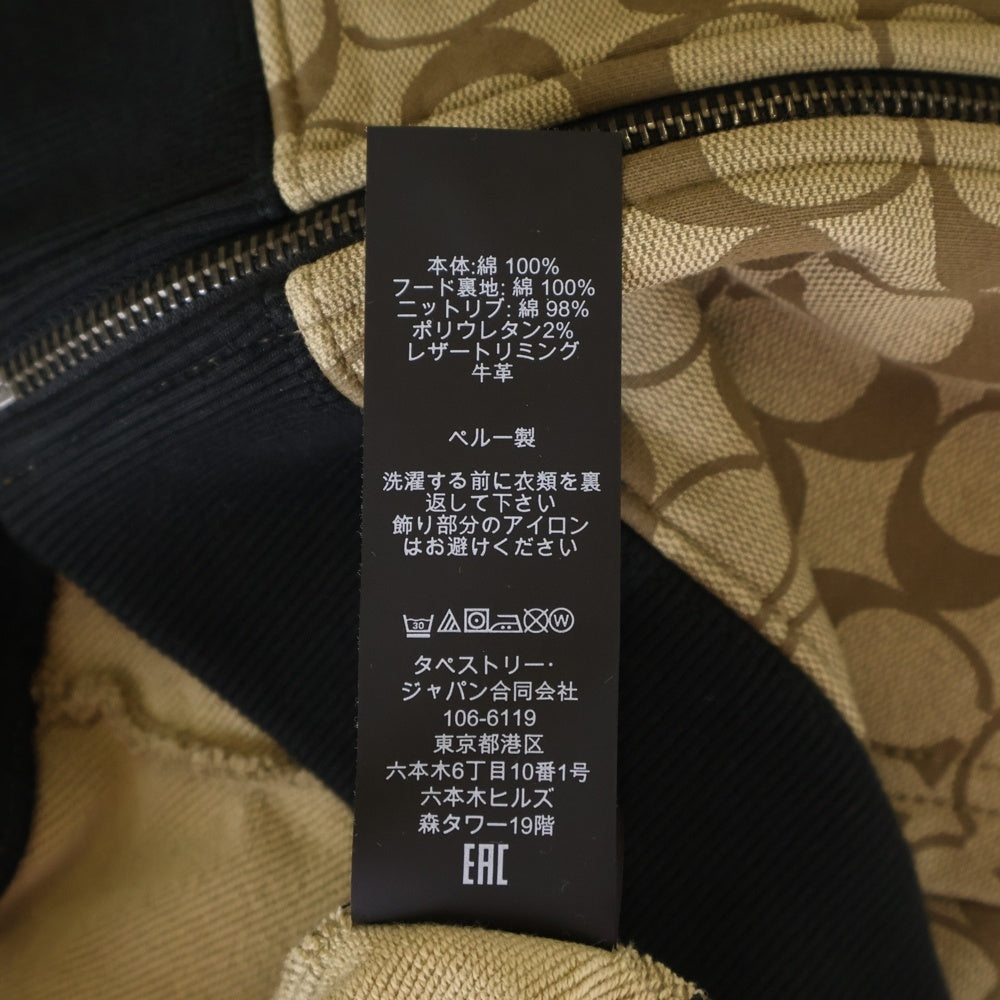 本体:綿 100%
フード裏地: 綿 100%
ニットリブ: 綿 98%
ポリウレタン2%
レザートリミング
牛革
ペルー製
洗濯する前に衣類を裏
返して下さい
飾り部分のアイロン
はお避けください
30 W
タペストリー・
ジャパン合同会社
106-6119
東京都港区
六本木6丁目10番1号
六本木ヒルズ
森タワー19階
EAC